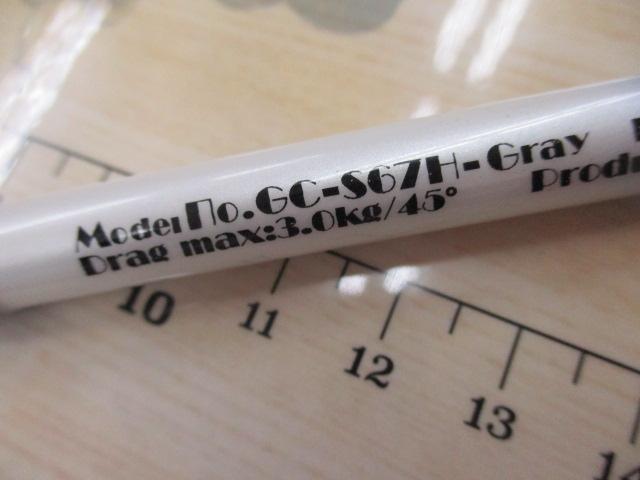 Model No. GC-S67H-Gray
Drag max:3.0kg/45°
10 11 12 13